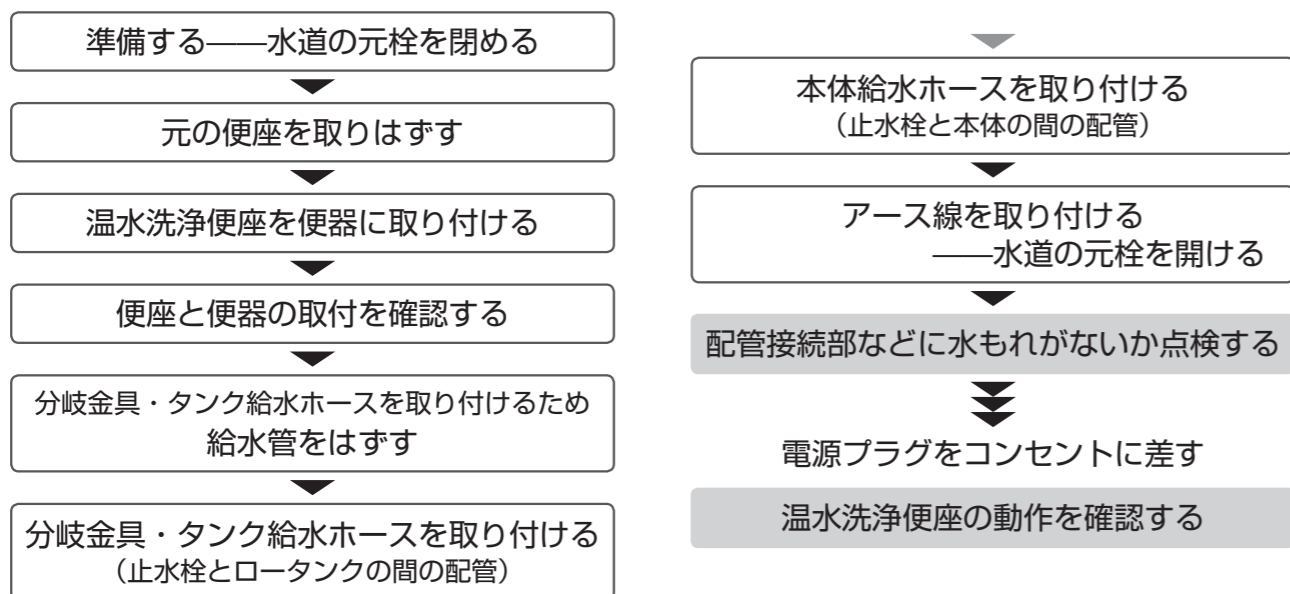 準備する――水道の元栓を閉める
元の便座を取りはずす
温水洗浄便座を便器に取り付ける
便座と便器の取付を確認する
分岐金具・タンク給水ホースを取り付けるため
給水管をはずす
分岐金具・タンク給水ホースを取り付ける
（止水栓とロータンクの間の配管）
本体給水ホースを取り付ける
（止水栓と本体の間の配管）
アース線を取り付ける
――水道の元栓を開ける
配管接続部などに水もれがないか点検する
電源プラグをコンセントに差す
温水洗浄便座の動作を確認する